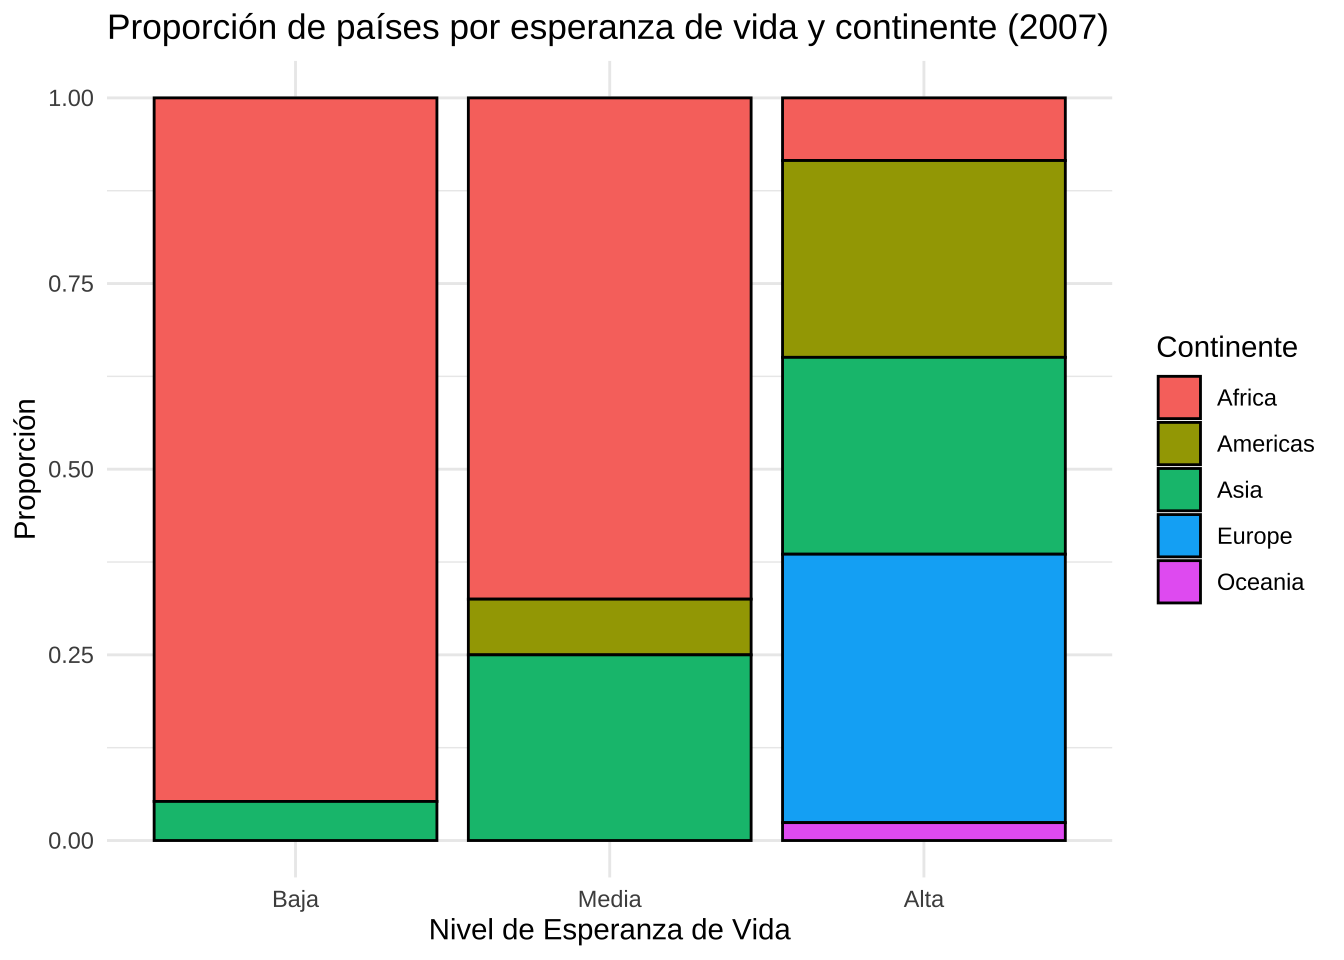 Proporción de países por esperanza de vida y continente (2007)
1.00
0.75
0.50
0.25
0.00
Proporción
Baja
Media
Alta
Nivel de Esperanza de Vida
Continente
Africa
Americas
Asia
Europe
Oceania